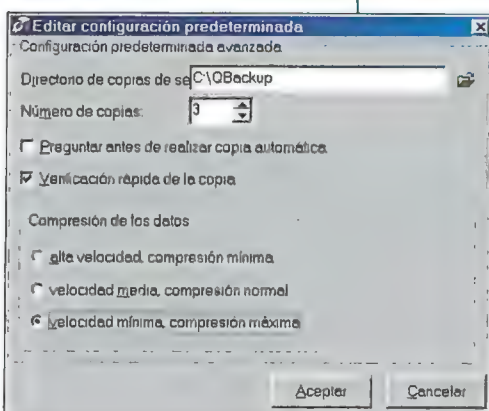 Editar configuración predeterminada
Configuración predeterminada avanzada
Directorio de copias de se C:\QBackup
Número de copias: 3
Preguntar antes de realizar copia automática
Verificación rápida de la copia
Compresión de los datos
alta velocidad, compresión mínima
velocidad media, compresión normal
velocidad mínima, compresión máxima
Aceptar Cancelar